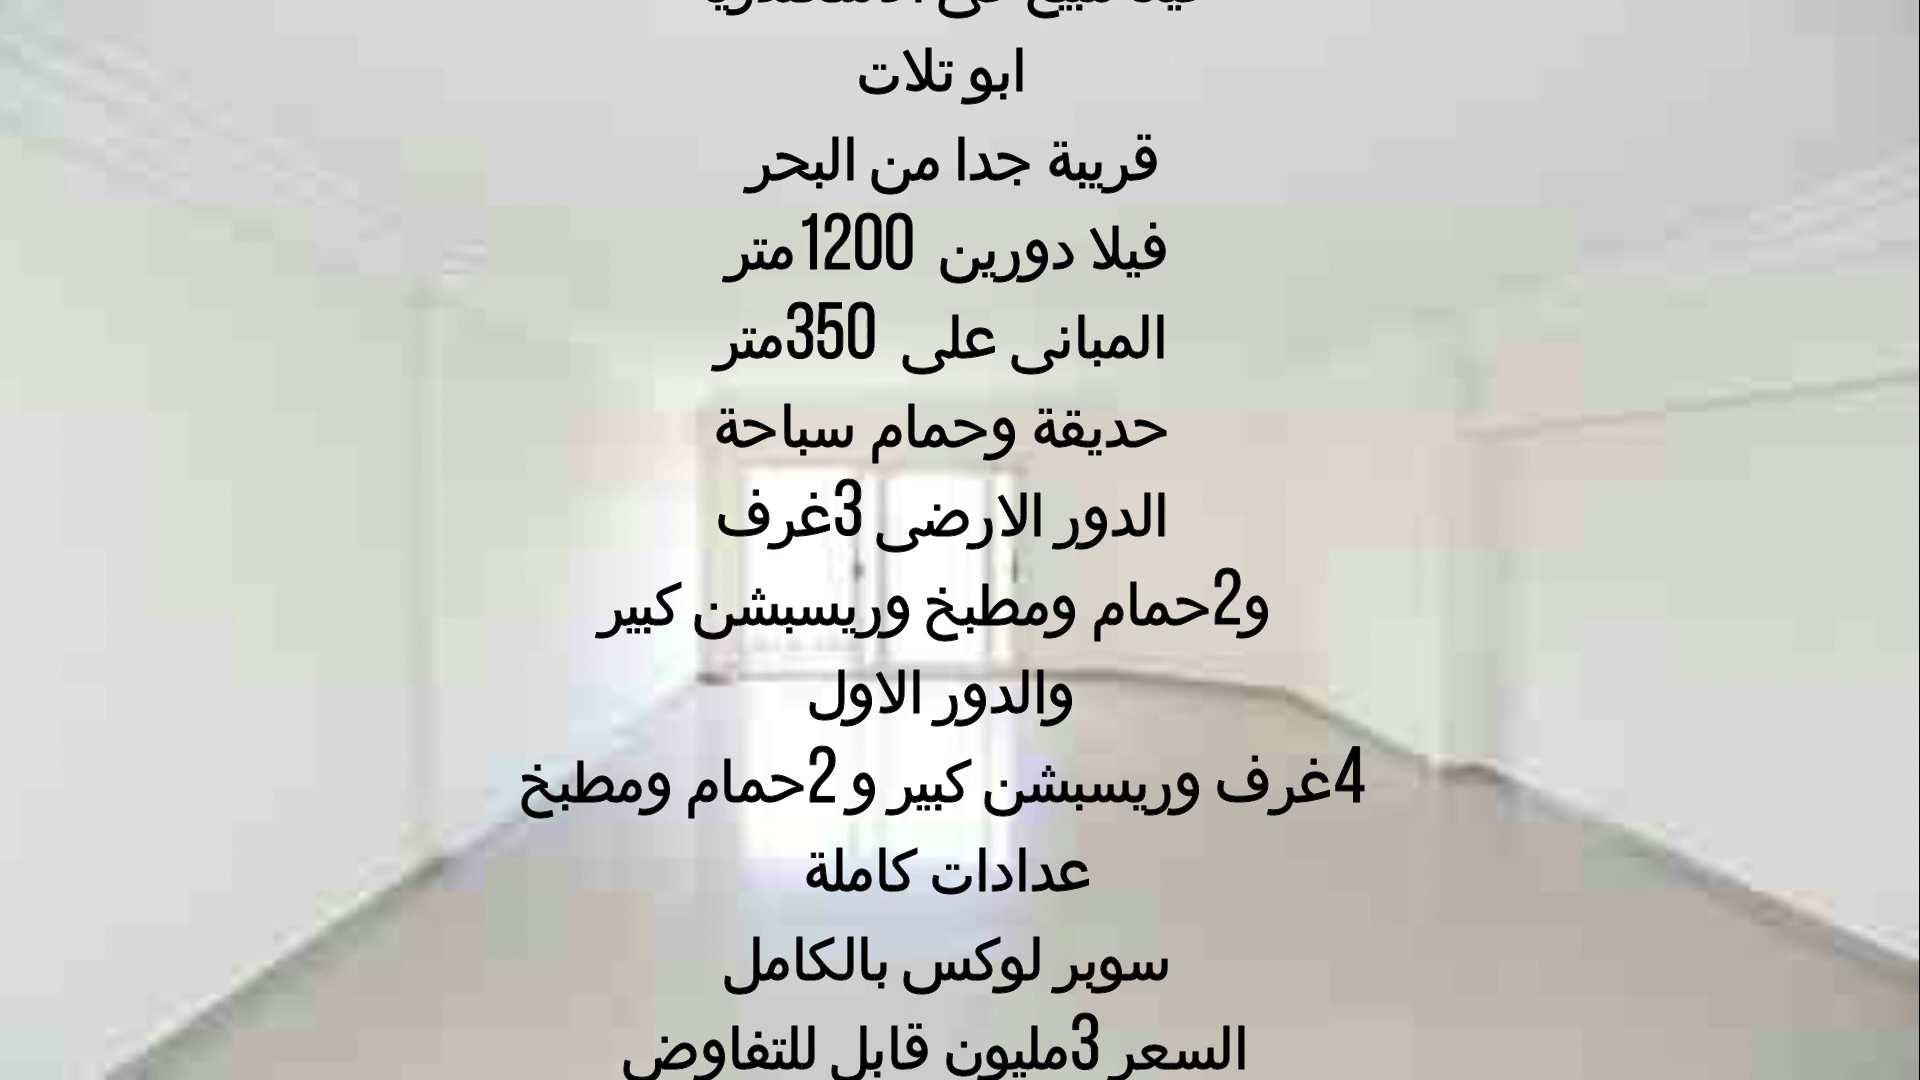 ابو تلات
قريبة جدا من البحر
فيلا دورين 1200متر
المبانى على 350متر
حديقة وحمام سباحة
الدور الارضى 3غرف
و2حمام ومطبخ وريسبشن كبير
والدور الاول
4غرف وريسبشن كبير و2حمام ومطبخ
عدادات كاملة
سوبر لوكس بالكامل
السعر 3مليون قابل للتفاوض